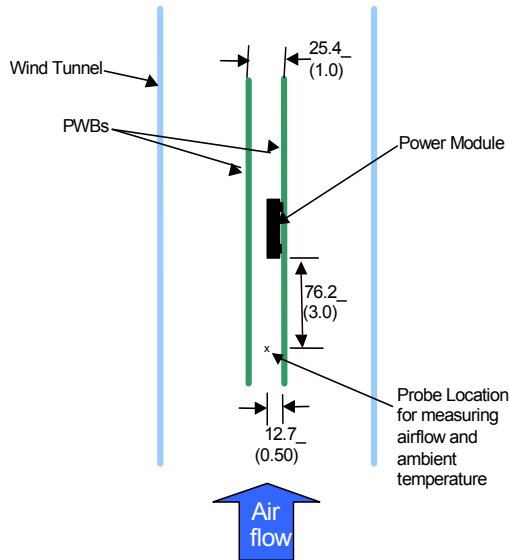 25.4_
(1.0)
Wind Tunnel
PWBs
Power Module
76.2_
(3.0)
x
Probe Location
for measuring
airflow and
ambient
temperature
12.7_
(0.50)
Air
flow